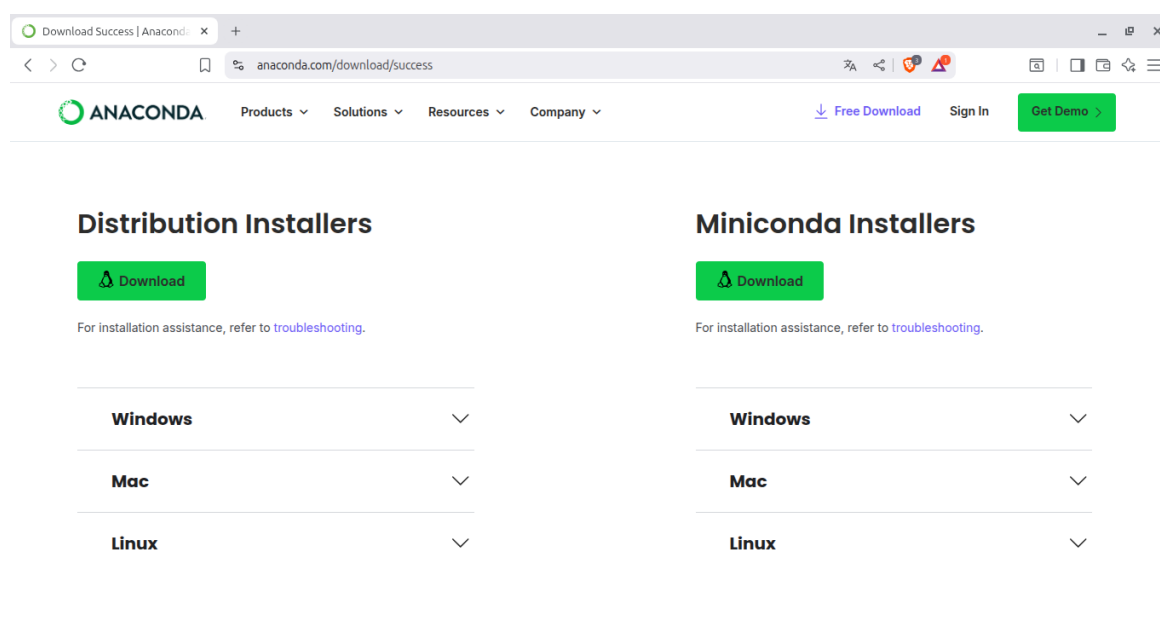 Download Success | Anacond
anaconda.com/download/success
ANACONDA.
Products
Solutions
Resources
Company
Free Download
Sign In
Get Demo
Distribution Installers
Download
For installation assistance, refer to troubleshooting.
Windows
Mac
Linux
Miniconda Installers
Download
For installation assistance, refer to troubleshooting.
Windows
Mac
Linux